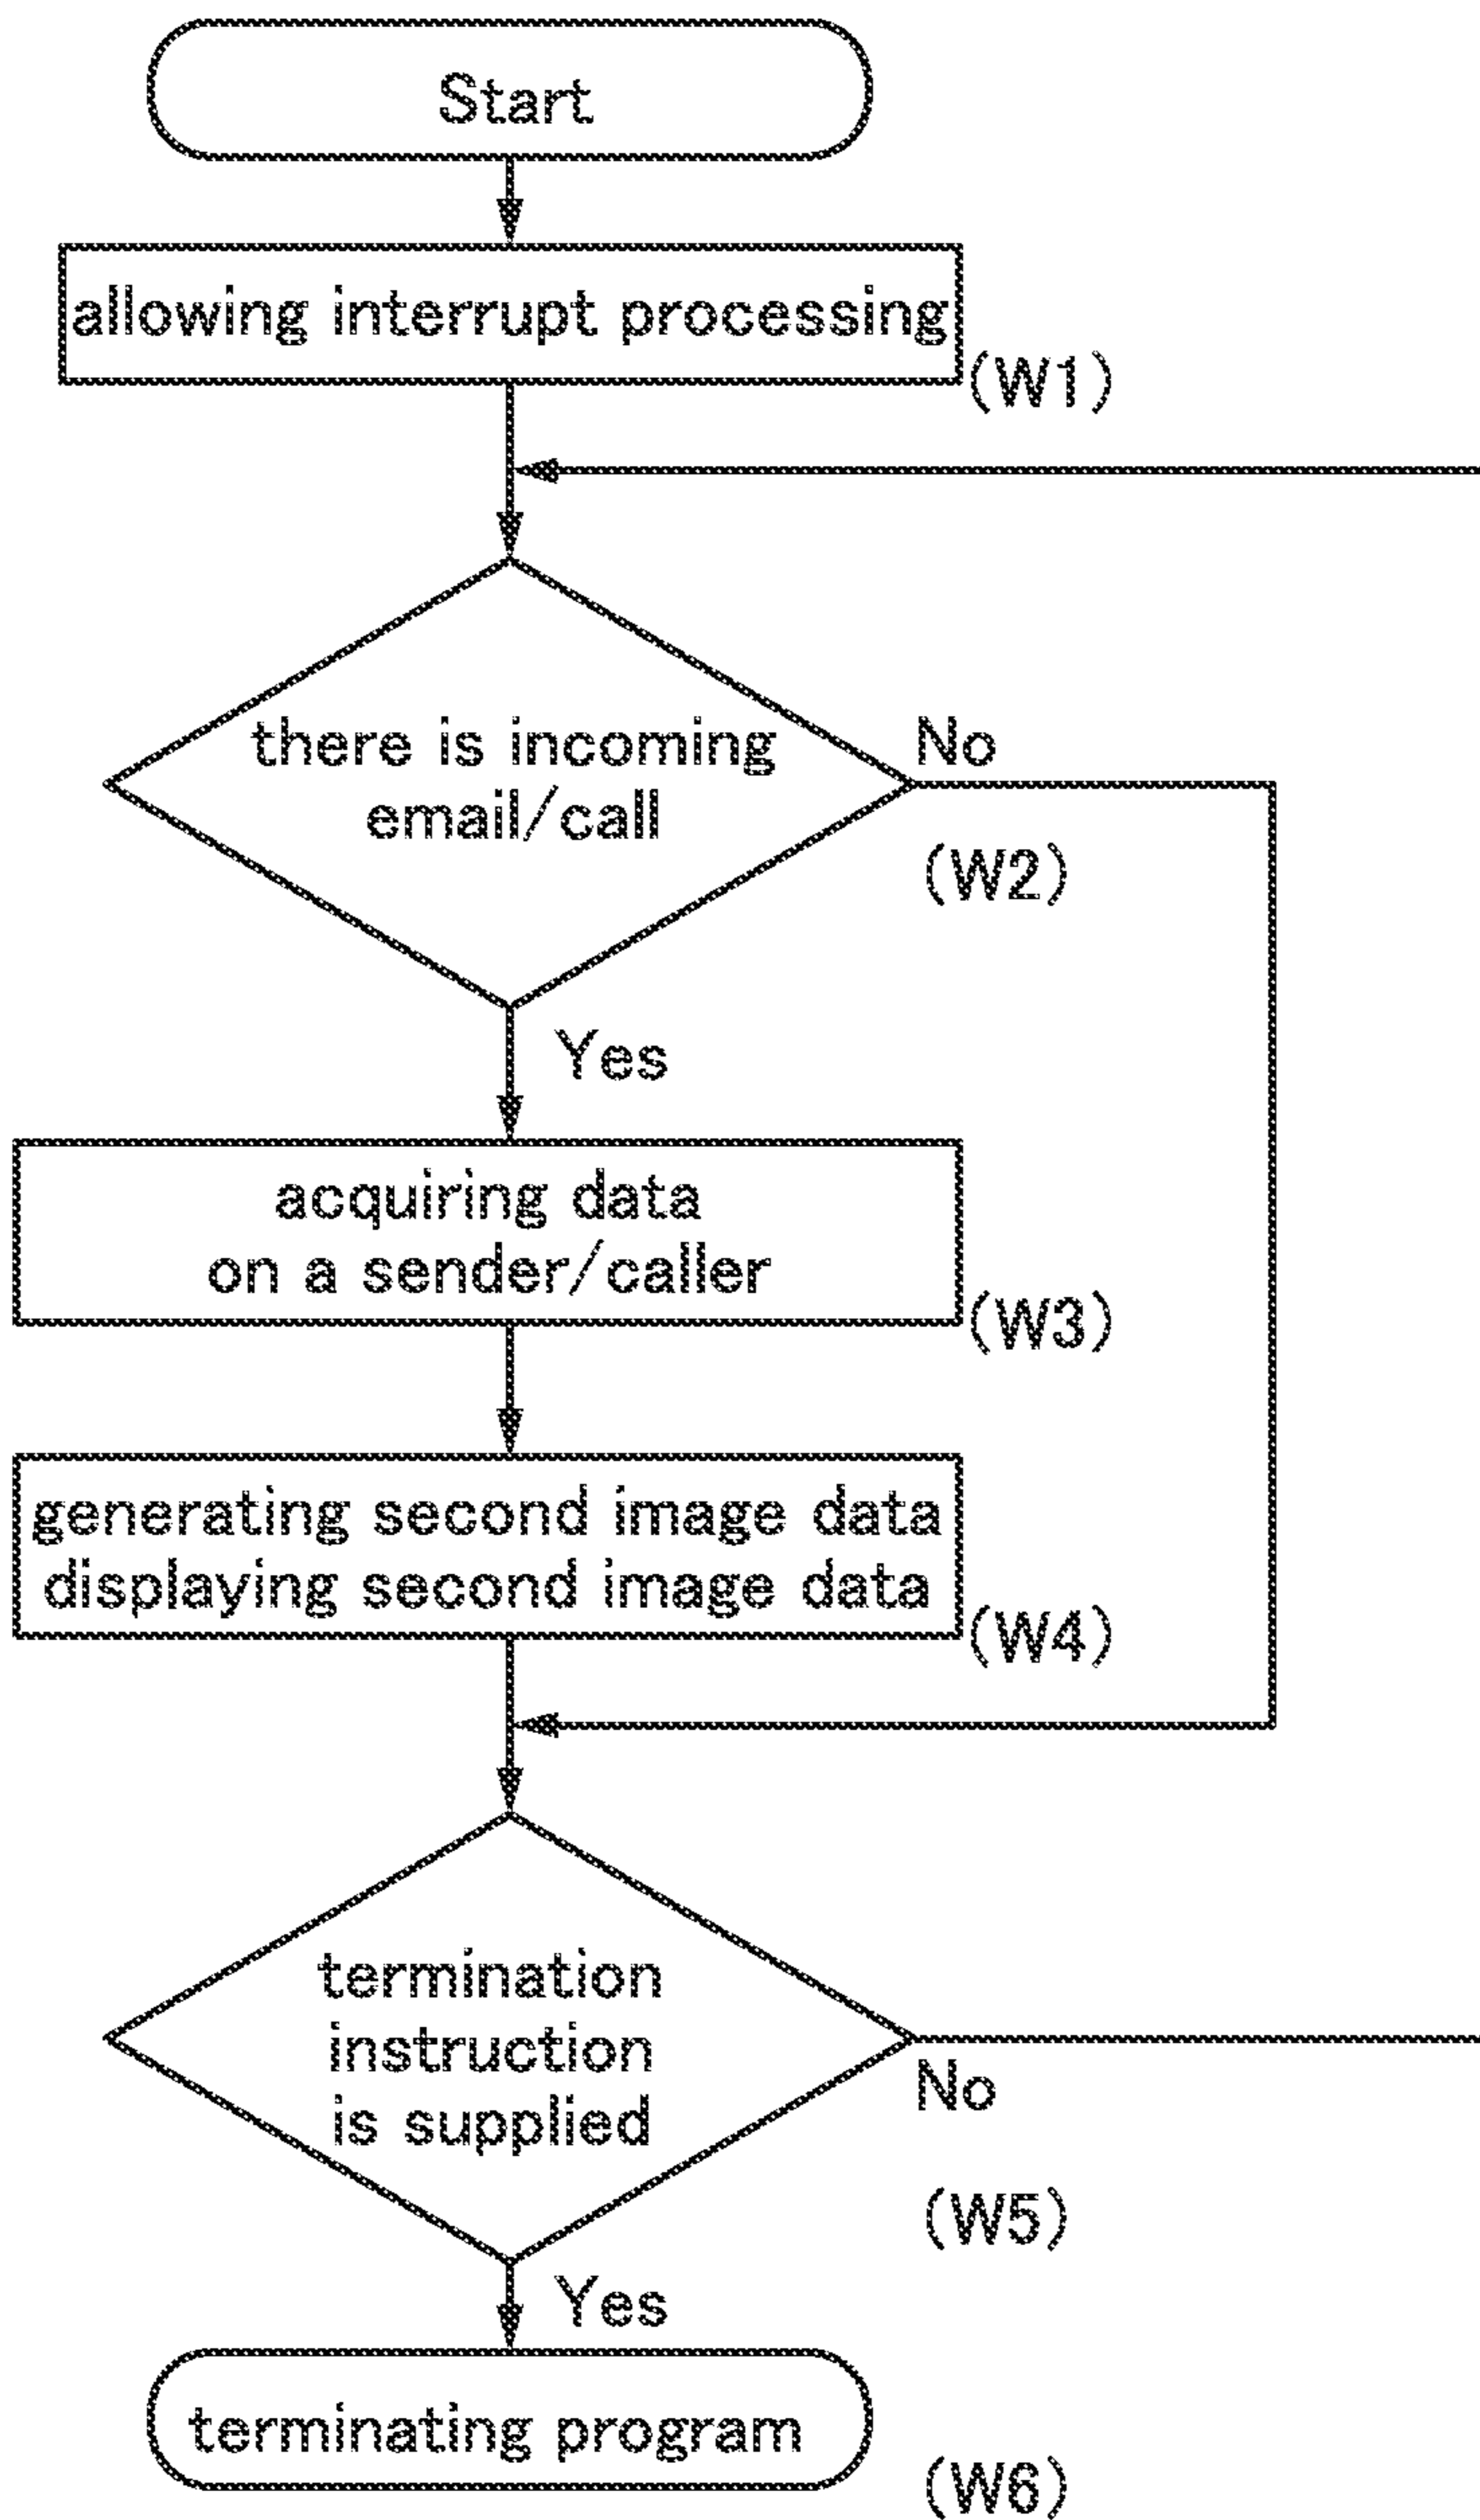 Start
allowing interrupt processing
(W1)
there is incoming
email/call
No
(W2)
Yes
acquiring data
on a sender/caller
(W3)
generating second image data
displaying second image data
(W4)
termination
instruction
is supplied
No
(W5)
Yes
terminating program
(W6)